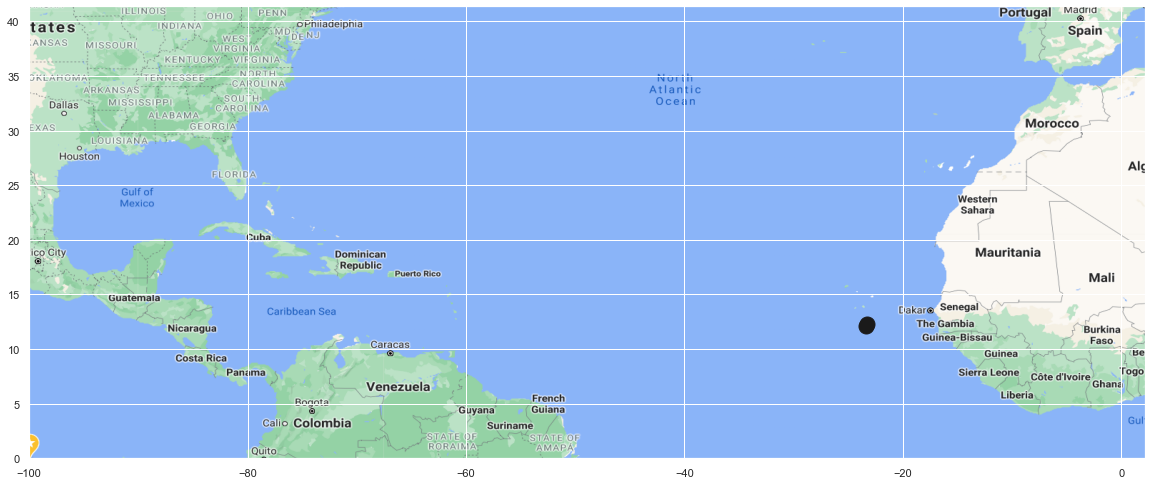 40
35
30
25
20
15
10
5
0
−100
−80
−60
−40
−20
0
tates
ILLINOIS
OHIO
PENN
INDIANA
Philadelphia
MD
DE
NJ
KANSAS
MISSOURI
WEST
VIRGINIA
KENTUCKY
VIRGINIA
OKLAHOMA
TENNESSEE
NORTH
CAROLINA
ARKANSAS
Dallas
MISSISSIPPI
SOUTH
CAROLINA
ALABAMA
EXAS
GEORGIA
LOUISIANA
Houston
FLORIDA
Gulf of
Mexico
Cuba
ico City
Dominican
Republic
Puerto Rico
Guatemala
Caribbean Sea
Nicaragua
Caracas
Costa Rica
Panama
Venezuela
Bogota
Guyana
French
Guiana
Cali
Colombia
Suriname
STATE OF
RORAIMA
STATE OF
AMAPA
Quito
North
Atlantic
Ocean
Portugal
Madrid
Spain
Morocco
Alg
Western
Sahara
Mauritania
Mali
Dakar
Senegal
The Gambia
Guinea-Bissau
Burkina
Faso
Guinea
Be
Sierra Leone
Côte d'Ivoire
Togo
Ghana
Liberia
Gulf